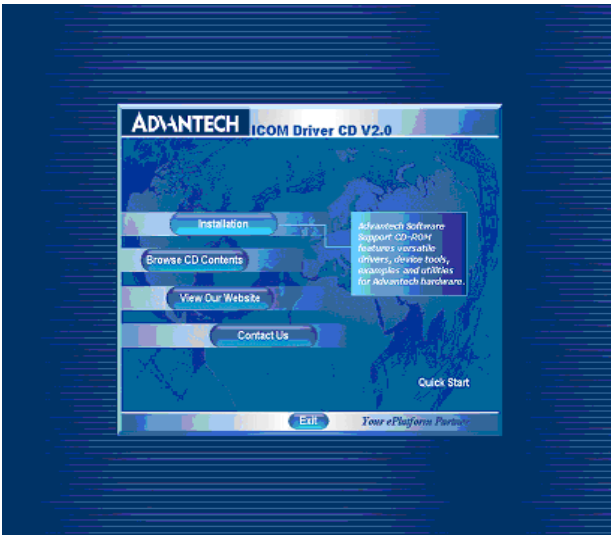 ADVANTECH ICOM Driver CD V2.0
Installation
Advantech Software
Support CD-ROM
features versatile
drivers, device tools,
examples and utilities
for Advantech hardware.
Browse CD Contents
View Our Website
Contact Us
Quick Start
Exit
Your ePlatform Partner